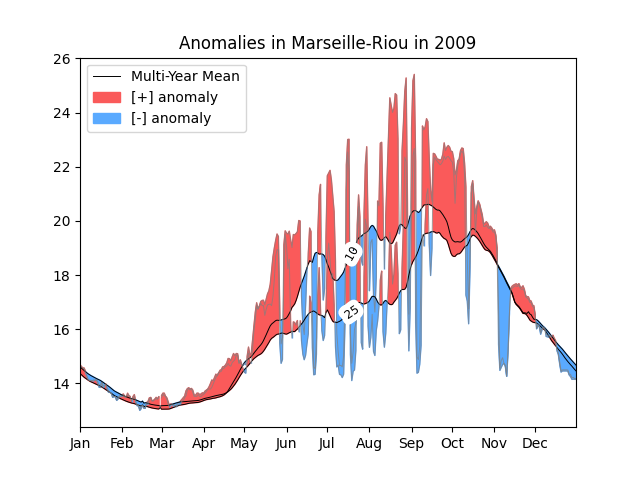 Anomalies in Marseille-Riou in 2009
26
24
22
20
18
16
14
Multi-Year Mean
[+] anomaly
[-] anomaly
10
25
Jan Feb Mar Apr May Jun Jul Aug Sep Oct Nov Dec